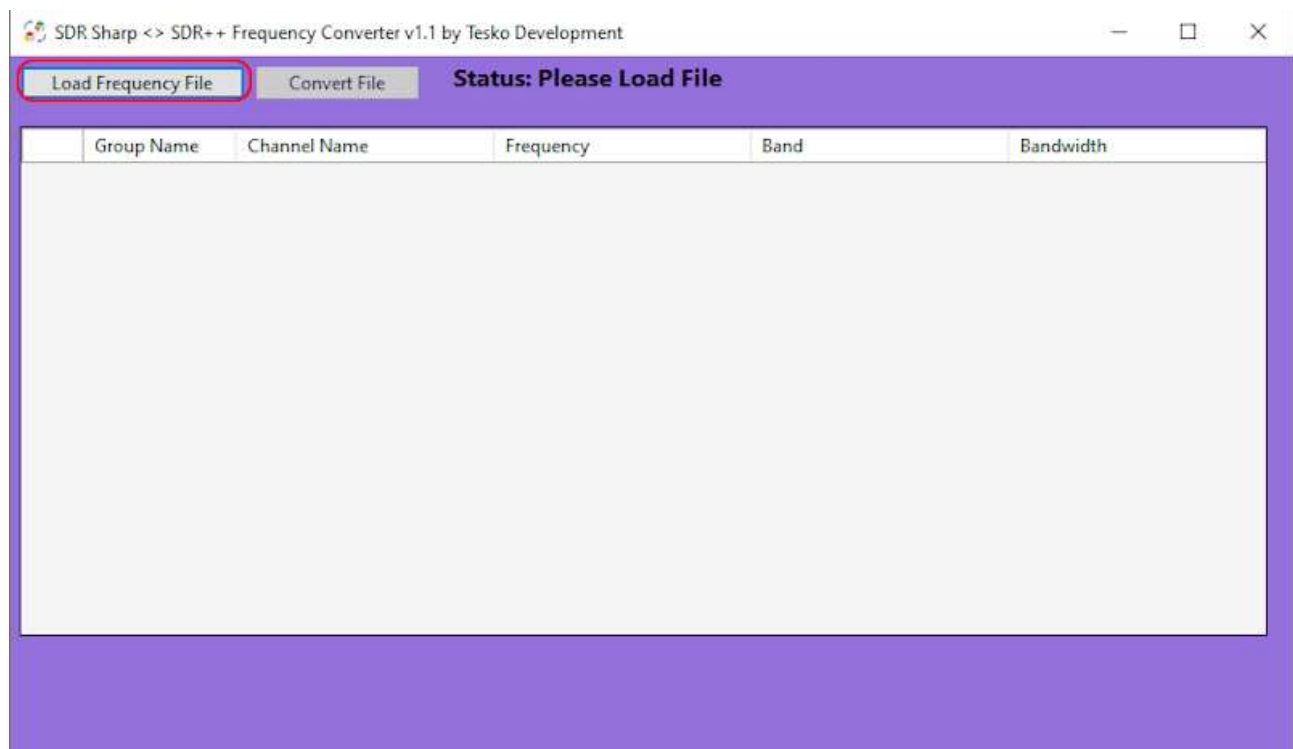 SDR Sharp <> SDR++ Frequency Converter v1.1 by Tesko Development
Load Frequency File Convert File Status: Please Load File
Group Name Channel Name Frequency Band Bandwidth